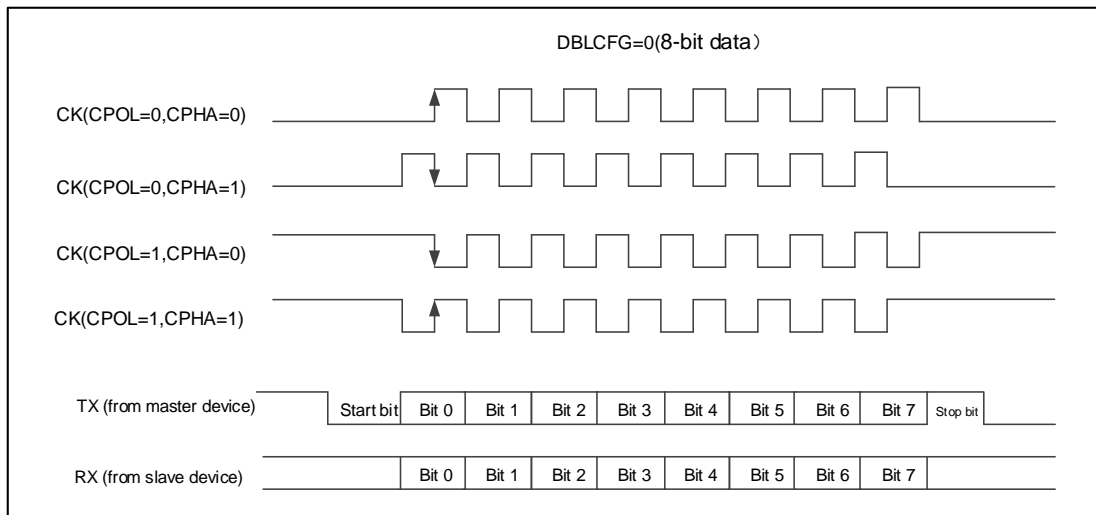 DBLCFG=0(8-bit data）
CK(CPOL=0,CPHA=0)
CK(CPOL=0,CPHA=1)
CK(CPOL=1,CPHA=0)
CK(CPOL=1,CPHA=1)
TX (from master device) Start bit Bit 0 Bit 1 Bit 2 Bit 3 Bit 4 Bit 5 Bit 6 Bit 7 Stop bit
RX (from slave device) Bit 0 Bit 1 Bit 2 Bit 3 Bit 4 Bit 5 Bit 6 Bit 7